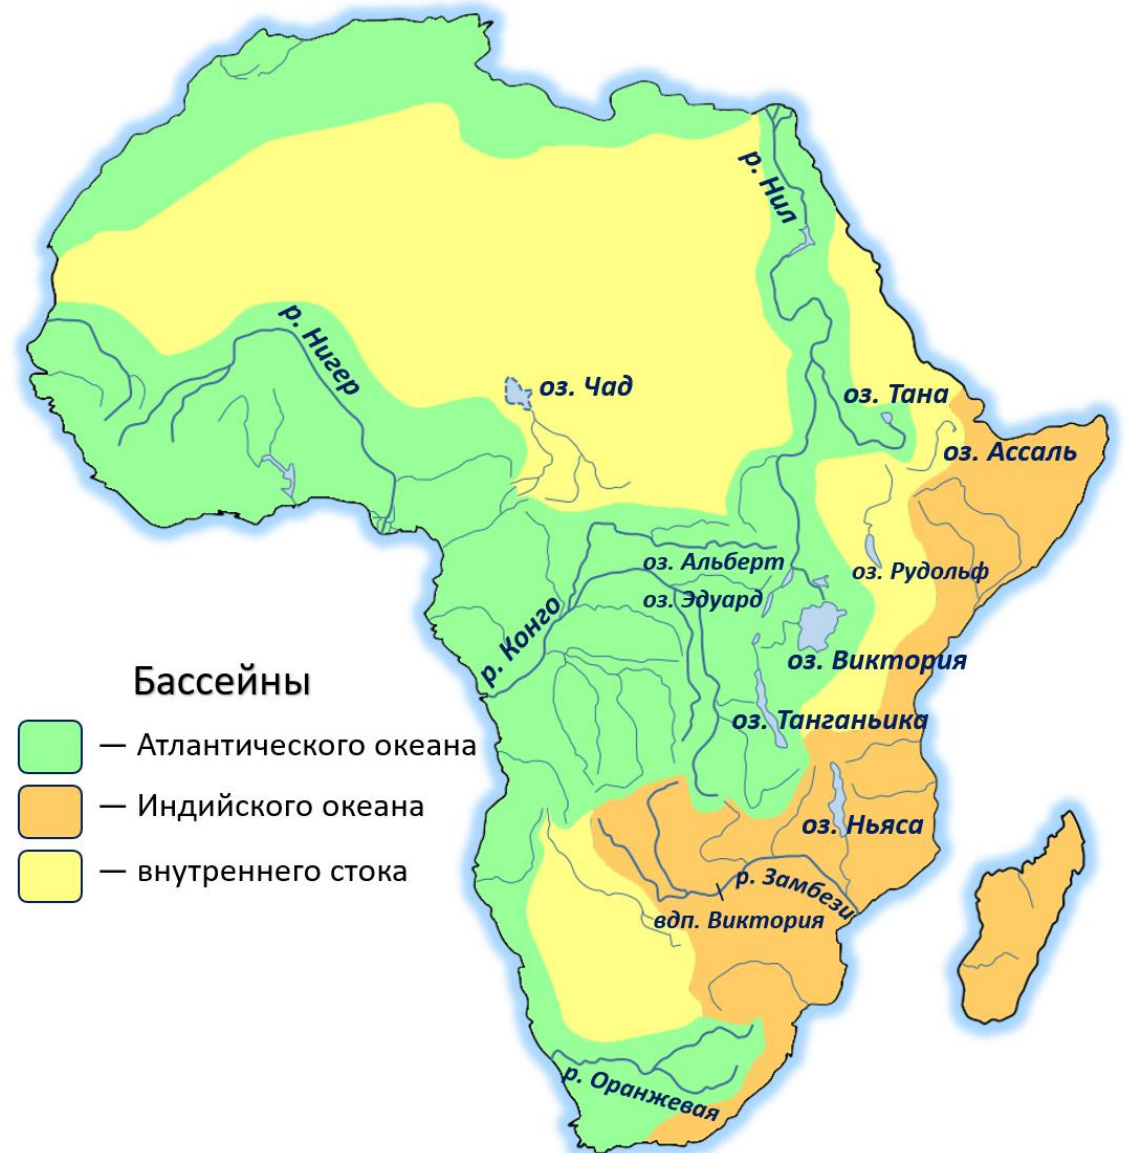 р. Нил
р. Нигер
оз. Чад
оз. Тана
оз. Ассаль
оз. Альберт
оз. Рудольф
оз. Эдуард
р. Конго
оз. Виктория
оз. Танганьика
оз. Ньяса
р. Замбези
вдп. Виктория
р. Оранжевая
Бассейны
— Атлантического океана
— Индийского океана
— внутреннего стока